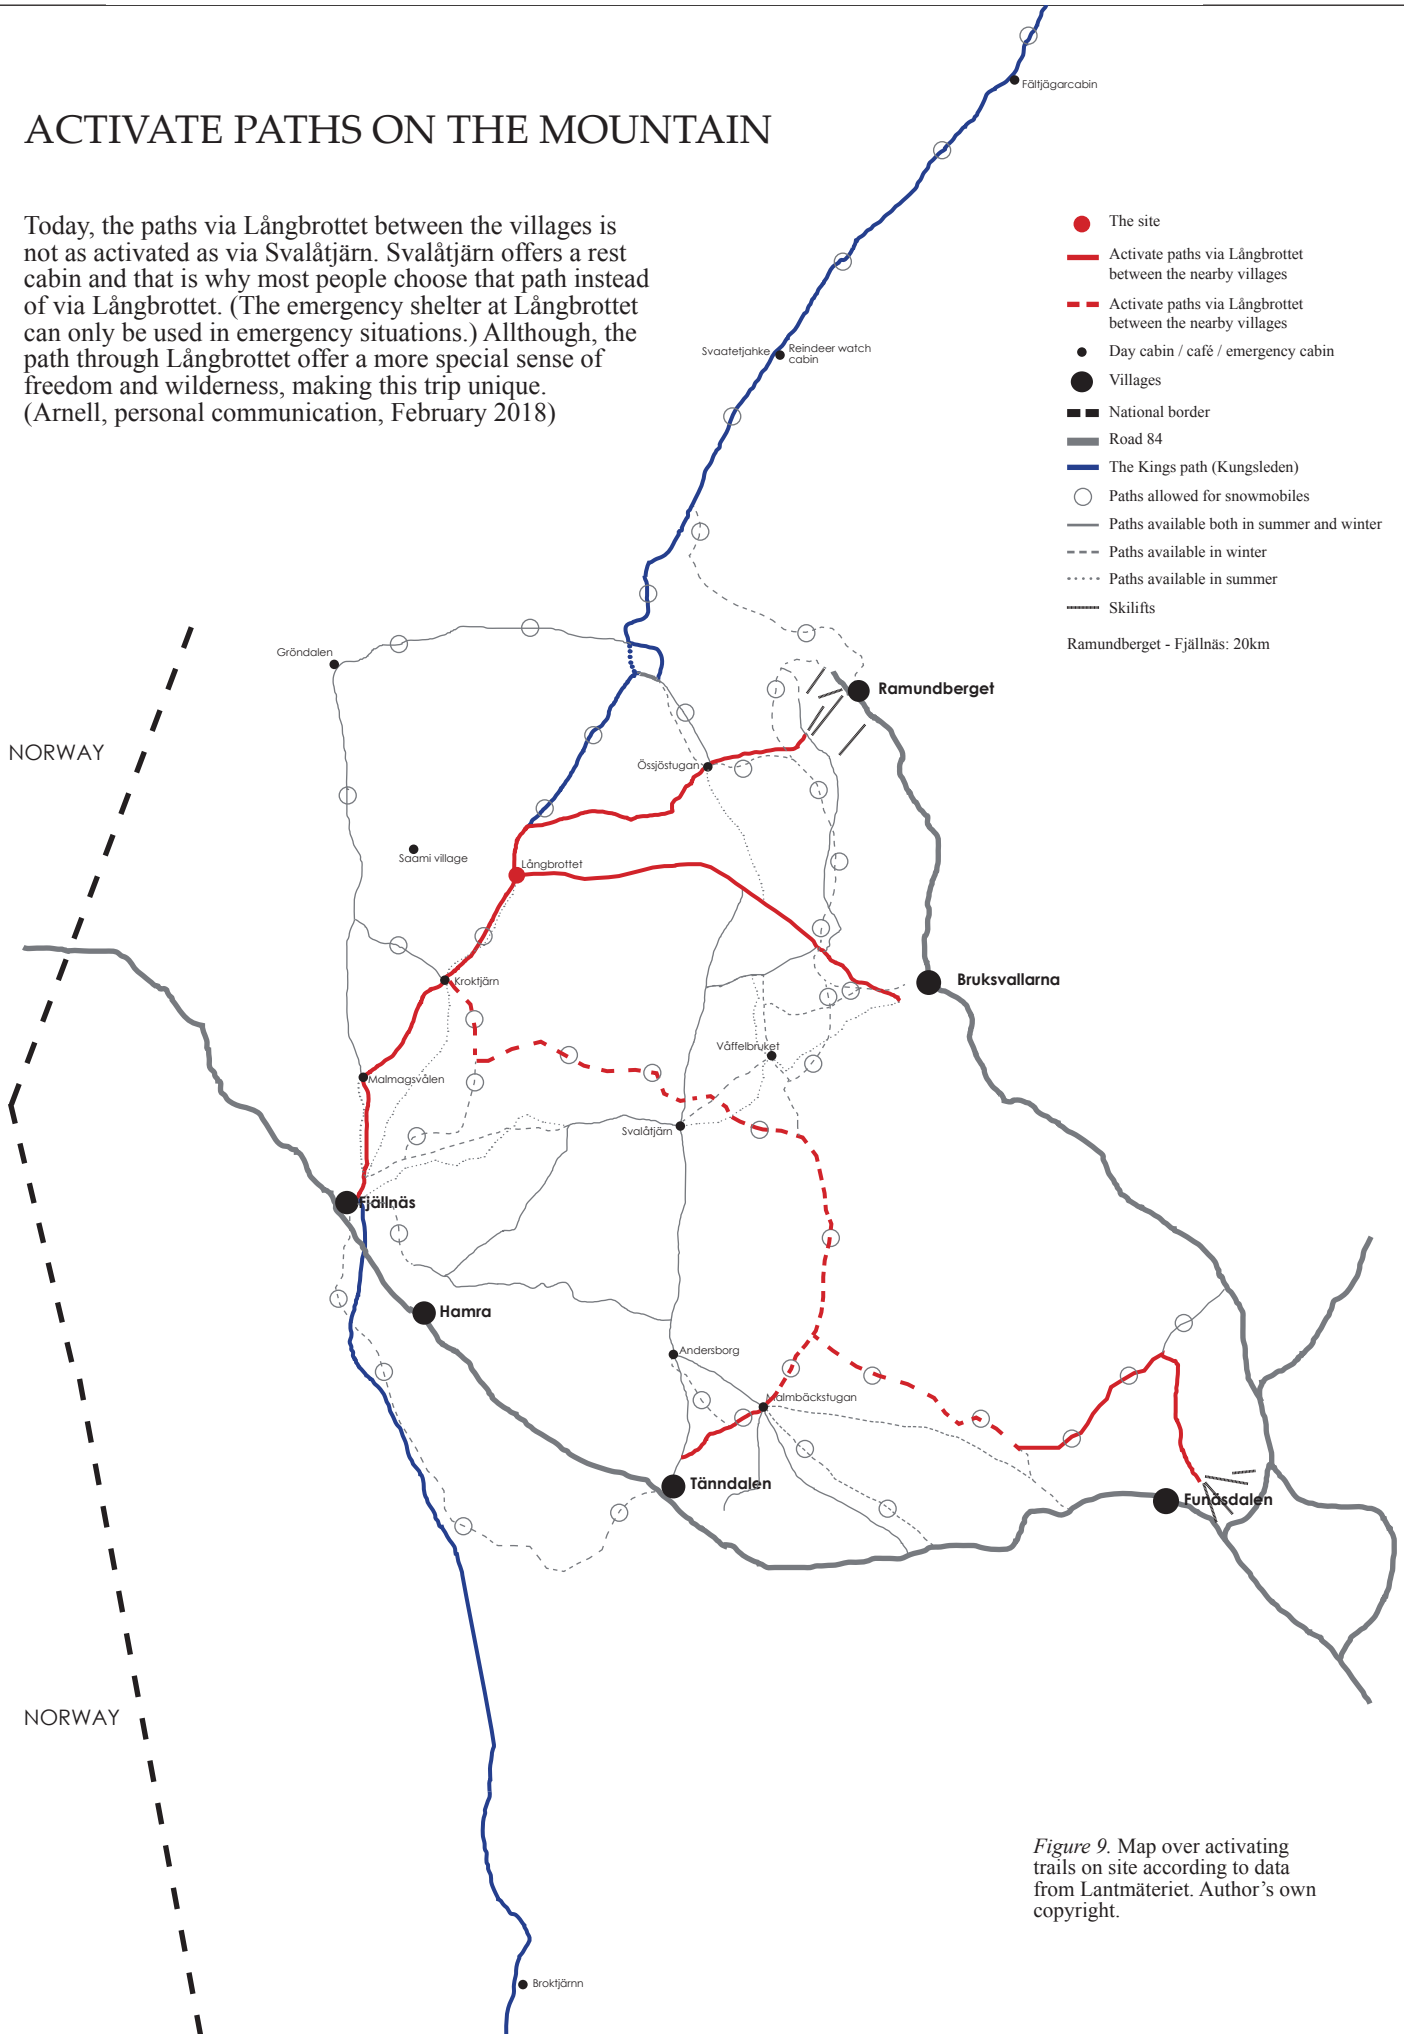 ACTIVATE PATHS ON THE MOUNTAIN
Today, the paths via Långbrottet between the villages is
not as activated as via Svalåtjärn. Svalåtjärn offers a rest
cabin and that is why most people choose that path instead
of via Långbrottet. (The emergency shelter at Långbrottet
can only be used in emergency situations.) Allthough, the
path through Långbrottet offer a more special sense of
freedom and wilderness, making this trip unique.
(Arnell, personal communication, February 2018)
Fältjägarcabin
The site
Activate paths via Långbrottet
between the nearby villages
Activate paths via Långbrottet
between the nearby villages
Day cabin / café / emergency cabin
Villages
National border
Road 84
The Kings path (Kungsleden)
Paths allowed for snowmobiles
Paths available both in summer and winter
Paths available in winter
Paths available in summer
Skilifts
Ramundberget - Fjällnäs: 20km
Svaatetjahke
Reindeer watch
cabin
Gröndalen
Ramundberget
NORWAY
Össjöstugan
Saami village
Långbrottet
Kroktjärn
Bruksvallarna
Våffelbruket
Malmagsvålen
Svalåtjärn
Fjällnäs
Hamra
Andersborg
Malmbäckstugan
Tänndalen
Funäsdalen
NORWAY
Figure 9. Map over activating
trails on site according to data
from Lantmäteriet. Author's own
copyright.
Broktjärnn